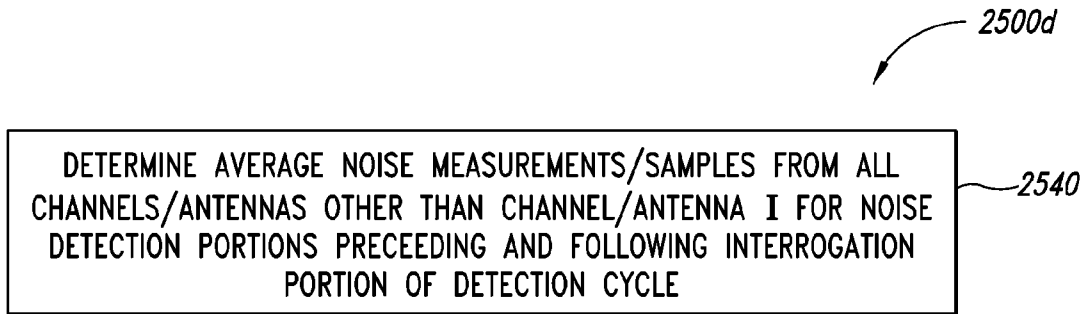 2500d
DETERMINE AVERAGE NOISE MEASUREMENTS/SAMPLES FROM ALL
CHANNELS/ANTENNAS OTHER THAN CHANNEL/ANTENNA I FOR NOISE
DETECTION PORTIONS PRECEEDING AND FOLLOWING INTERROGATION
PORTION OF DETECTION CYCLE
2540